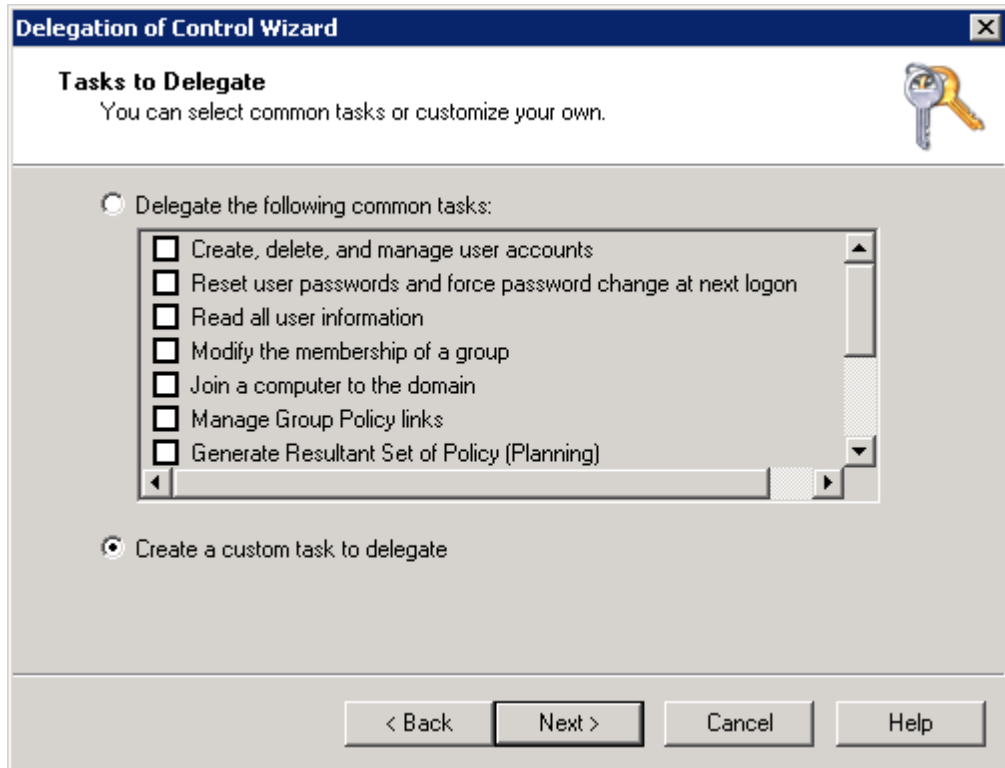 Delegation of Control Wizard
Tasks to Delegate
You can select common tasks or customize your own.
Delegate the following common tasks:
Create, delete, and manage user accounts
Reset user passwords and force password change at next logon
Read all user information
Modify the membership of a group
Join a computer to the domain
Manage Group Policy links
Generate Resultant Set of Policy (Planning)
Create a custom task to delegate
< Back Next > Cancel Help